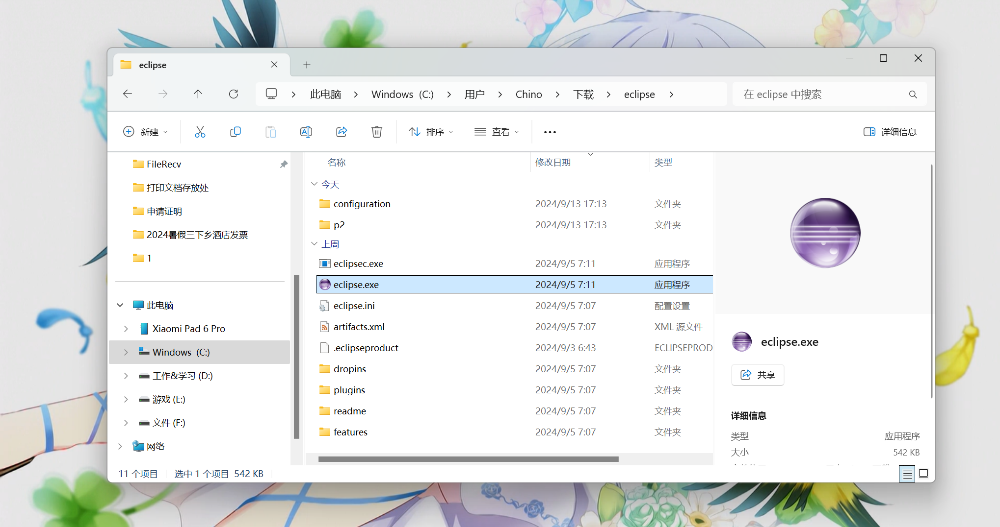 eclipse
此电脑
Windows (C:)
用户
Chino
下载
eclipse
在 eclipse 中搜索
新建
排序
查看
详细信息
FileRecv
打印文档存放处
申请证明
2024暑假三下乡酒店发票
1
此电脑
Xiaomi Pad 6 Pro
Windows (C:)
工作&学习 (D:)
游戏 (E:)
文件 (F:)
网络
名称 修改日期 类型
今天
configuration 2024/9/13 17:13 文件夹
p2 2024/9/13 17:13 文件夹
上周
eclipsec.exe 2024/9/5 7:11 应用程序
eclipse.exe 2024/9/5 7:11 应用程序
eclipse.ini 2024/9/5 7:07 配置设置
artifacts.xml 2024/9/5 7:07 XML 源文件
.eclipseproduct 2024/9/3 6:43 ECLIPSEPROD
dropins 2024/9/5 7:07 文件夹
plugins 2024/9/5 7:07 文件夹
readme 2024/9/5 7:07 文件夹
features 2024/9/5 7:07 文件夹
eclipse.exe
共享
详细信息
类型 应用程序
大小 542 KB
11 个项目 选中 1 个项目 542 KB